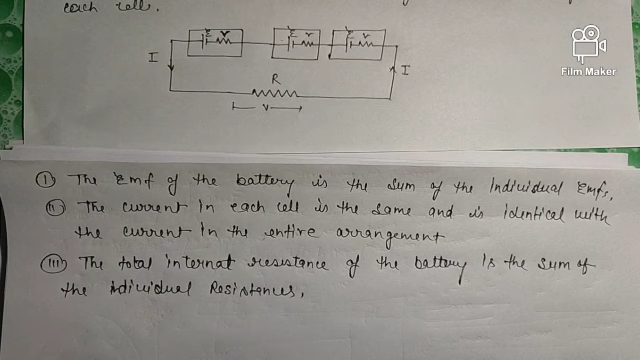 each cell.
ε r ε r ε r
I
I
R
V
Film Maker
(I) The Emf of the battery is the sum of the Individual Emfs,
(II) The current in each cell is the same and is identical with
the current in the entire arrangement
(III) The total internal resistance of the battery is the sum of
the individual Resistances,